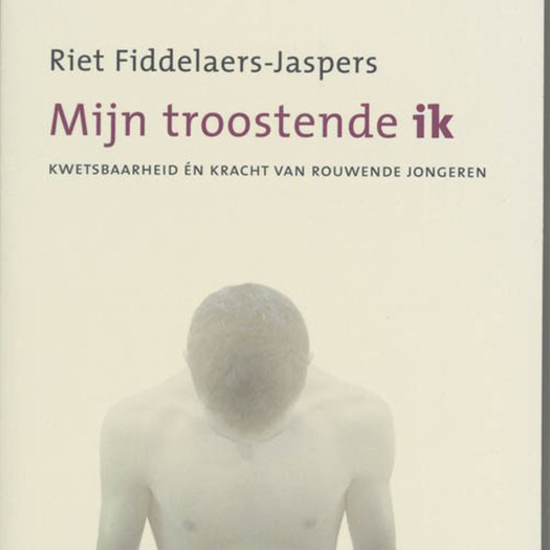 Riet Fiddelaers-Jaspers
Mijn troostende ik
KWETSBAARHEID ÉN KRACHT VAN ROUWENDE JONGEREN